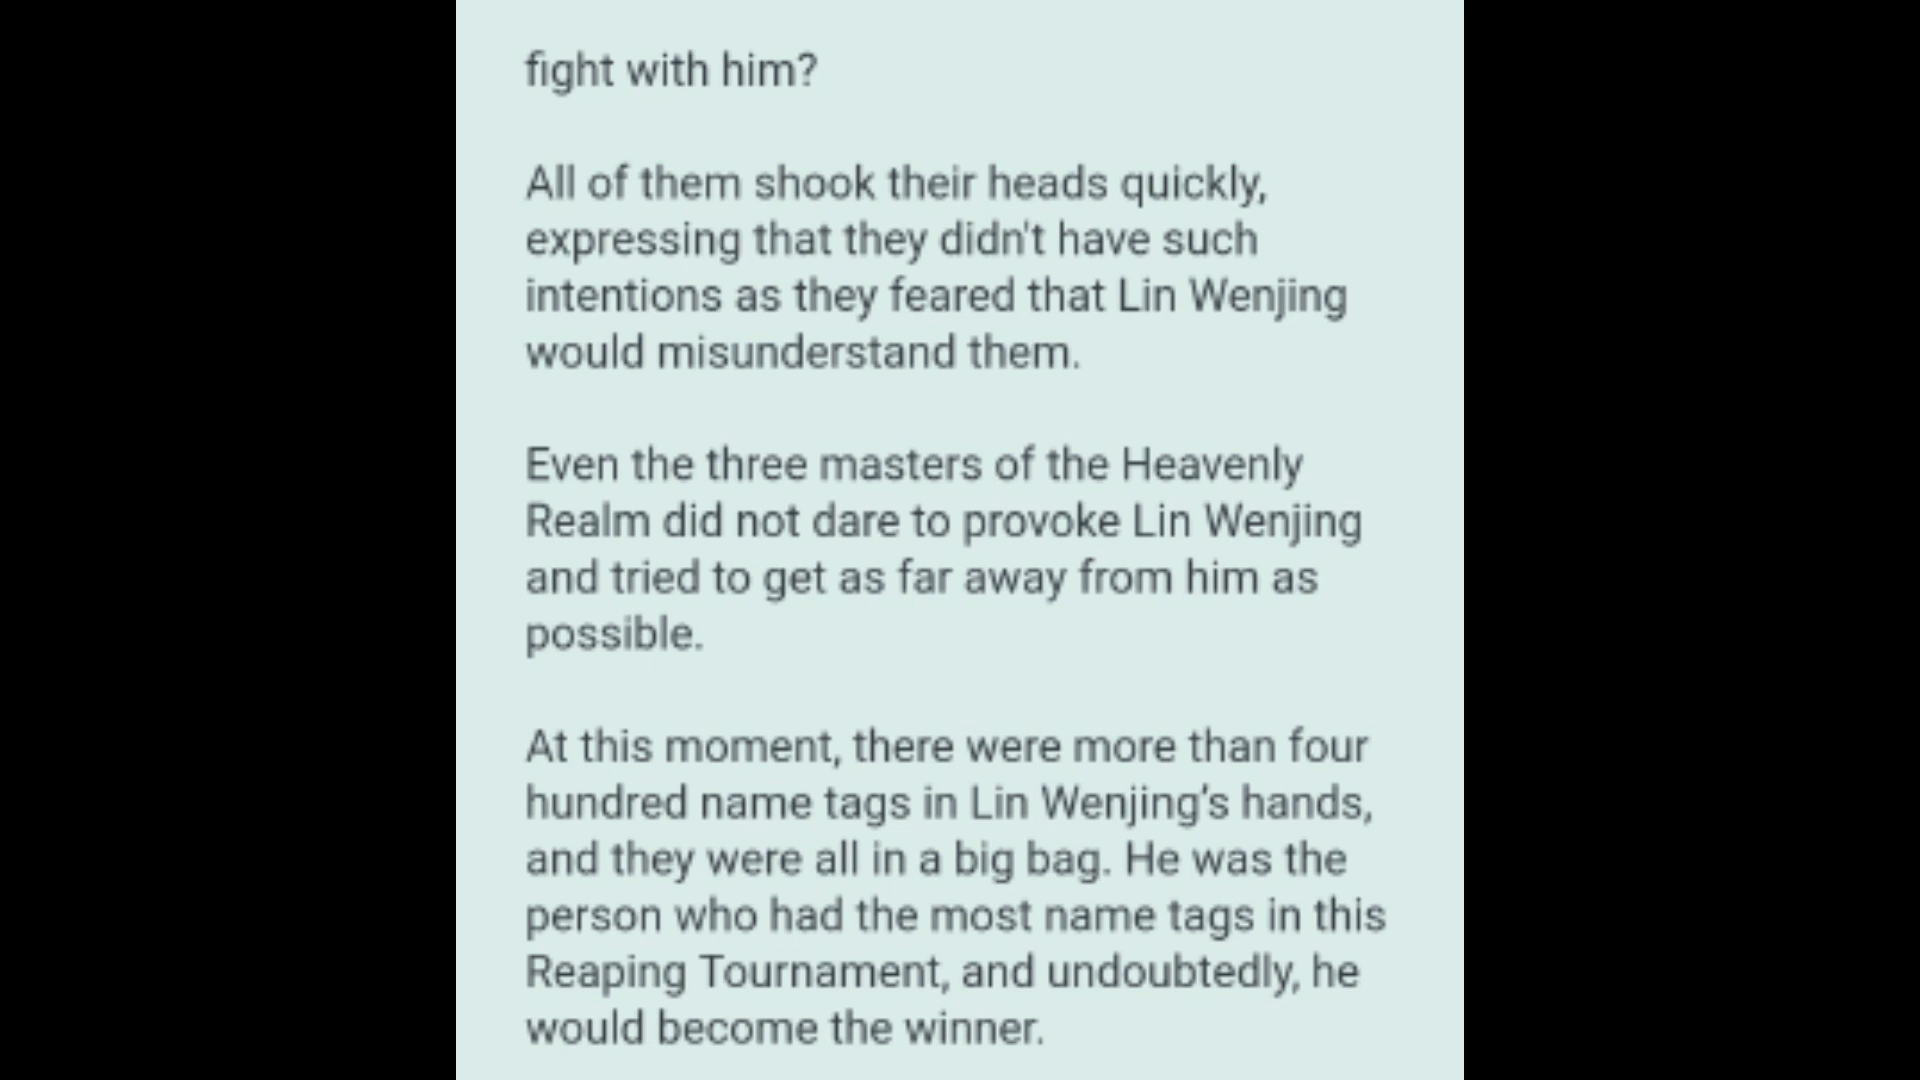 fight with him?
All of them shook their heads quickly,
expressing that they didn't have such
intentions as they feared that Lin Wenjing
would misunderstand them.
Even the three masters of the Heavenly
Realm did not dare to provoke Lin Wenjing
and tried to get as far away from him as
possible.
At this moment, there were more than four
hundred name tags in Lin Wenjing’s hands,
and they were all in a big bag. He was the
person who had the most name tags in this
Reaping Tournament, and undoubtedly, he
would become the winner.